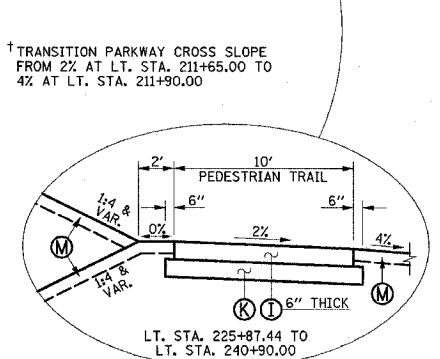 † TRANSITION PARKWAY CROSS SLOPE
FROM 2% AT LT. STA. 211+65.00 TO
4% AT LT. STA. 211+90.00
2' 10'
PEDESTRIAN TRAIL
1:4 &
VAR.
6" 6"
0% 2% 4%
M
1:4 &
VAR.
K I 6" THICK M
LT. STA. 225+87.44 TO
LT. STA. 240+90.00